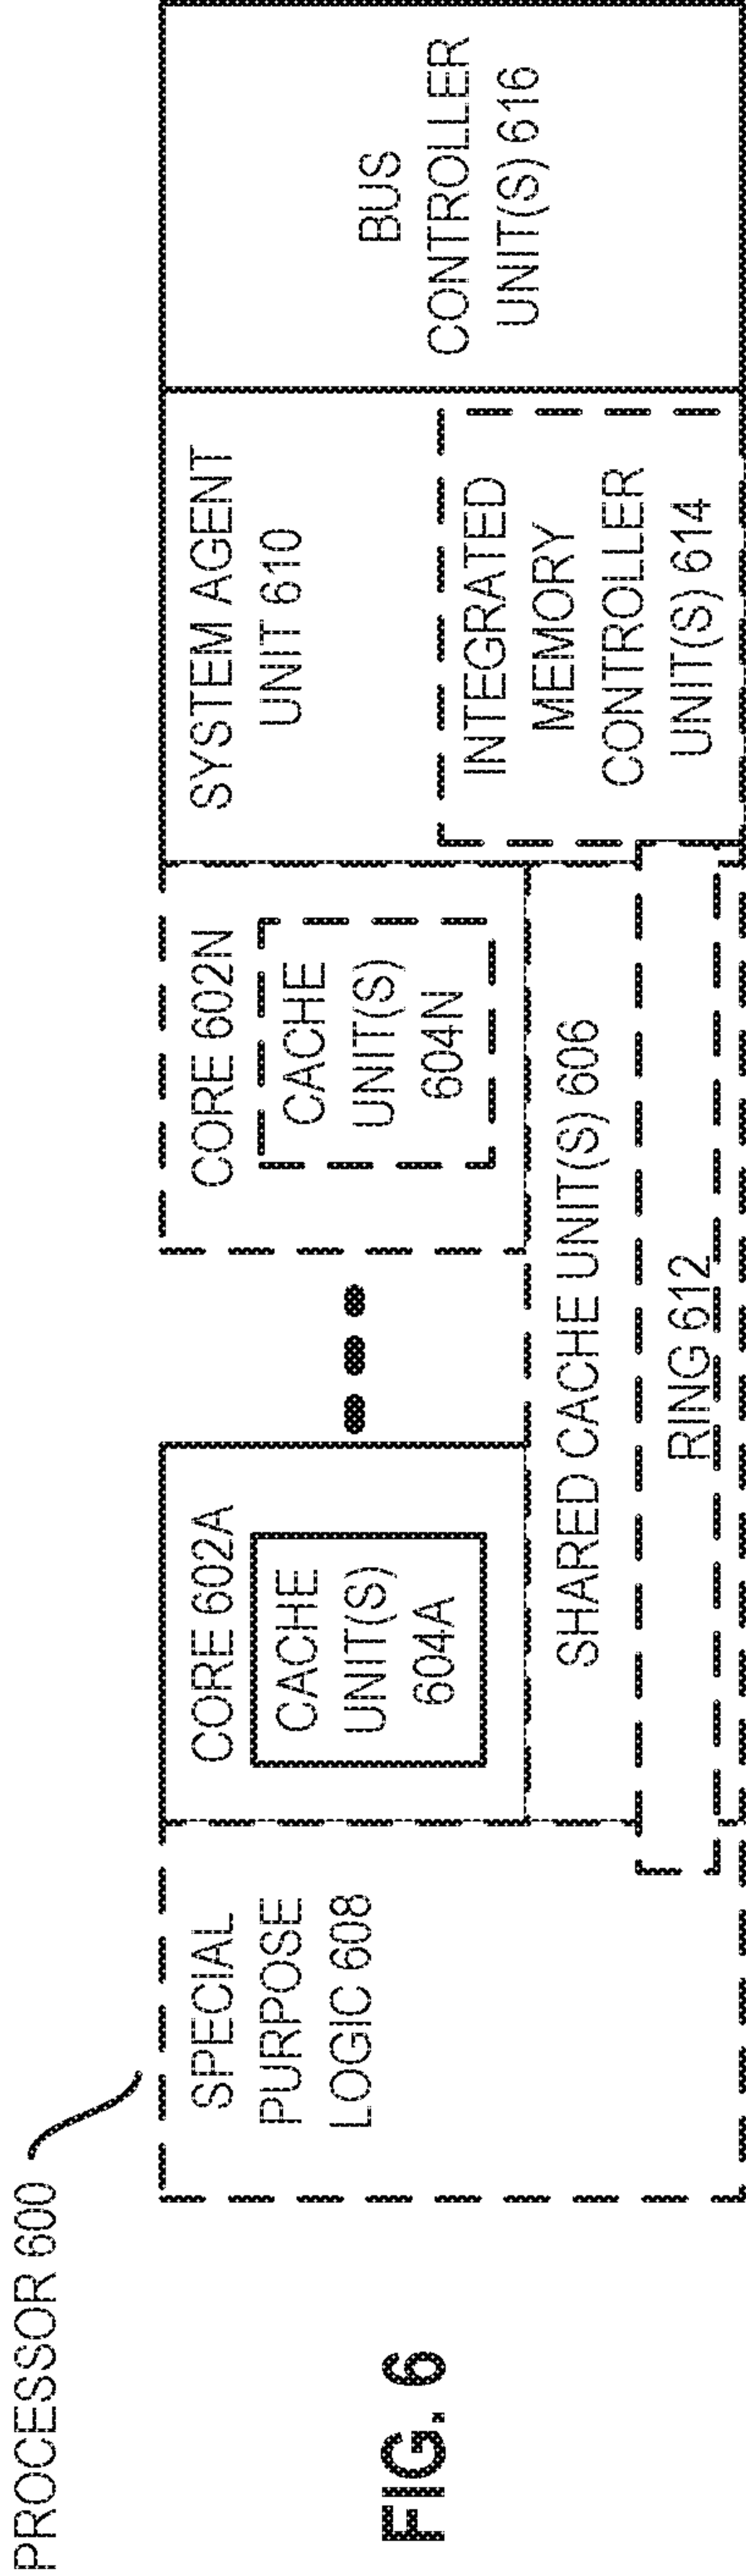 PROCESSOR 600
SPECIAL
PURPOSE
LOGIC 608
CORE 602A
CACHE
UNIT(S)
604A
CORE 602N
CACHE
UNIT(S)
604N
SHARED CACHE UNIT(S) 606
RING 612
SYSTEM AGENT
UNIT 610
INTEGRATED
MEMORY
CONTROLLER
UNIT(S) 614
BUS
CONTROLLER
UNIT(S) 616
FIG. 6